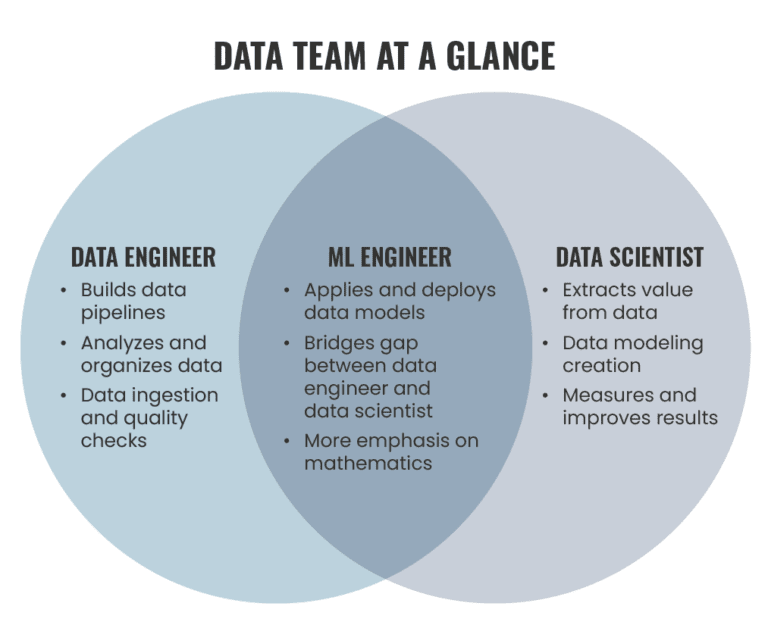 DATA TEAM AT A GLANCE
DATA ENGINEER
• Builds data
pipelines
• Analyzes and
organizes data
• Data ingestion
and quality
checks
ML ENGINEER
• Applies and deploys
data models
• Bridges gap
between data
engineer and
data scientist
• More emphasis on
mathematics
DATA SCIENTIST
• Extracts value
from data
• Data modeling
creation
• Measures and
improves results